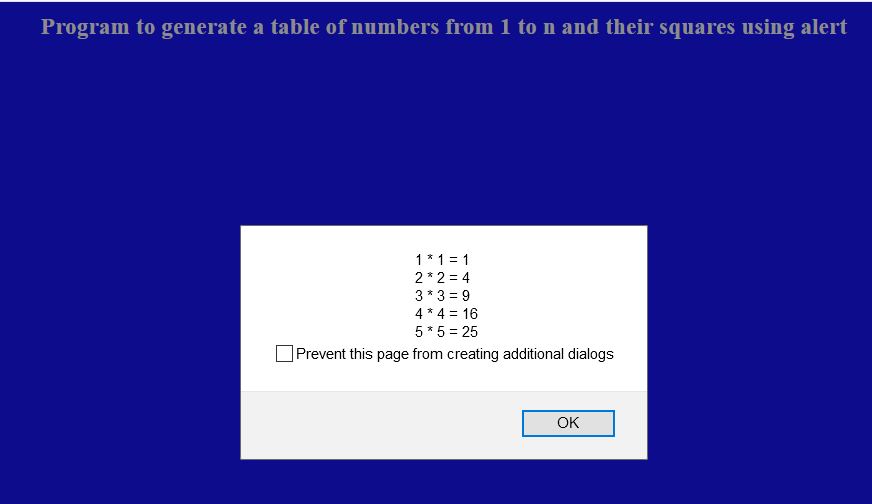 Program to generate a table of numbers from 1 to n and their squares using alert
1 * 1 = 1
2 * 2 = 4
3 * 3 = 9
4 * 4 = 16
5 * 5 = 25
Prevent this page from creating additional dialogs
OK